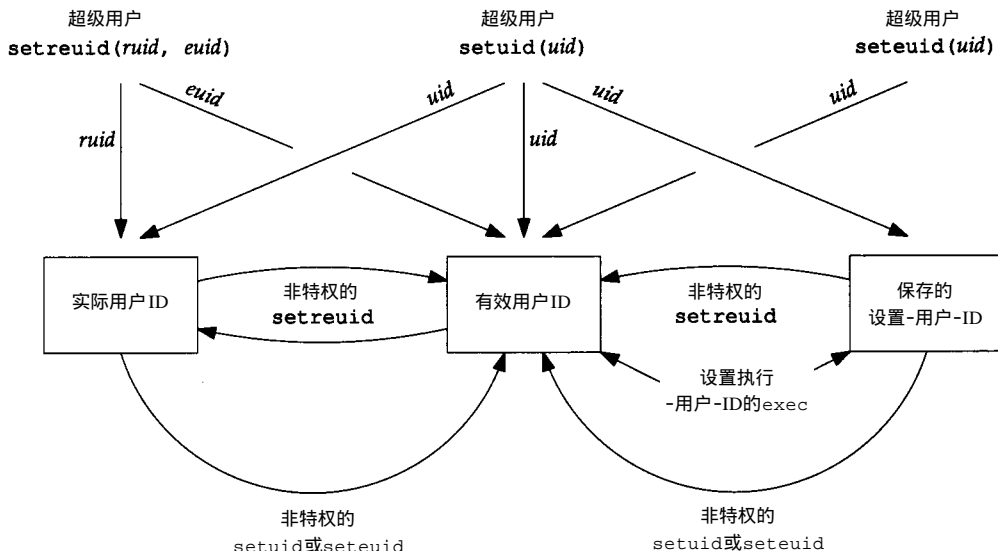 超级用户
setreuid(ruid, euid)
超级用户
setuid(uid)
超级用户
seteuid(uid)
euid
uid
uid
uid
ruid
uid
实际用户ID
非特权的
setreuid
有效用户ID
非特权的
setreuid
保存的
设置-用户-ID
设置执行
-用户-ID的exec
非特权的
setuid或seteuid
非特权的
setuid或seteuid